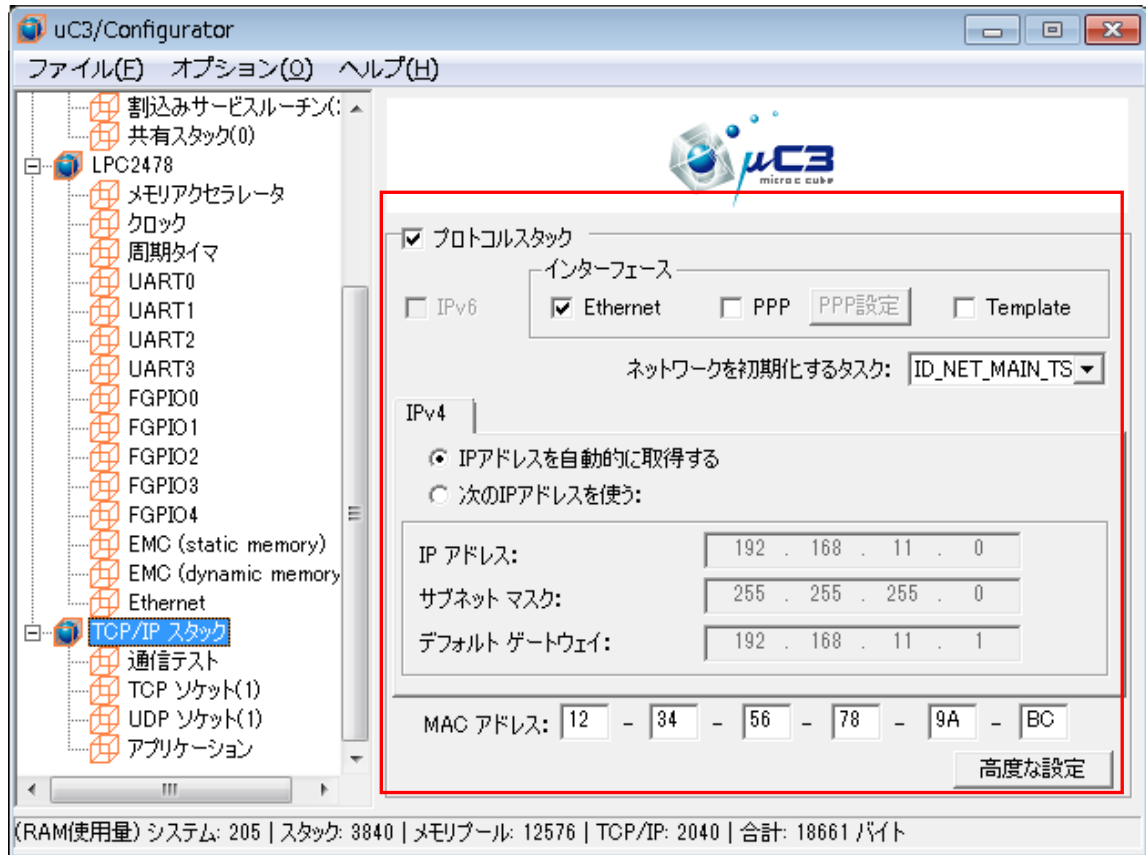 uC3/Configurator
ファイル(F) オプション(O) ヘルプ(H)
割込みサービスルーチン(
共有スタック(0)
LPC2478
メモリアクセラレータ
クロック
周期タイマ
UART0
UART1
UART2
UART3
FGPIO0
FGPIO1
FGPIO2
FGPIO3
FGPIO4
EMC (static memory)
EMC (dynamic memory
Ethernet
TCP/IP スタック
通信テスト
TCP ソケット(1)
UDP ソケット(1)
アプリケーション
μC3
micro c cube
プロトコルスタック
インターフェース
IPv6 Ethernet PPP PPP設定 Template
ネットワークを初期化するタスク: ID_NET_MAIN_TS
IPv4
IPアドレスを自動的に取得する
次のIPアドレスを使う:
IP アドレス: 192 . 168 . 11 . 0
サブネット マスク: 255 . 255 . 255 . 0
デフォルト ゲートウェイ: 192 . 168 . 11 . 1
MAC アドレス: 12 - 34 - 56 - 78 - 9A - BC
高度な設定
(RAM使用量) システム: 205 | スタック: 3840 | メモリプール: 12576 | TCP/IP: 2040 | 合計: 18661 バイト